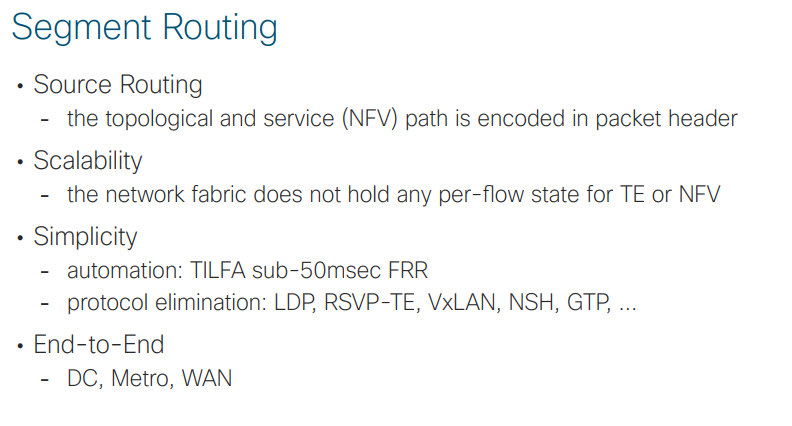 Segment Routing
• Source Routing
- the topological and service (NFV) path is encoded in packet header
• Scalability
- the network fabric does not hold any per-flow state for TE or NFV
• Simplicity
- automation: TILFA sub-50msec FRR
- protocol elimination: LDP, RSVP-TE, VxLAN, NSH, GTP, ...
• End-to-End
- DC, Metro, WAN